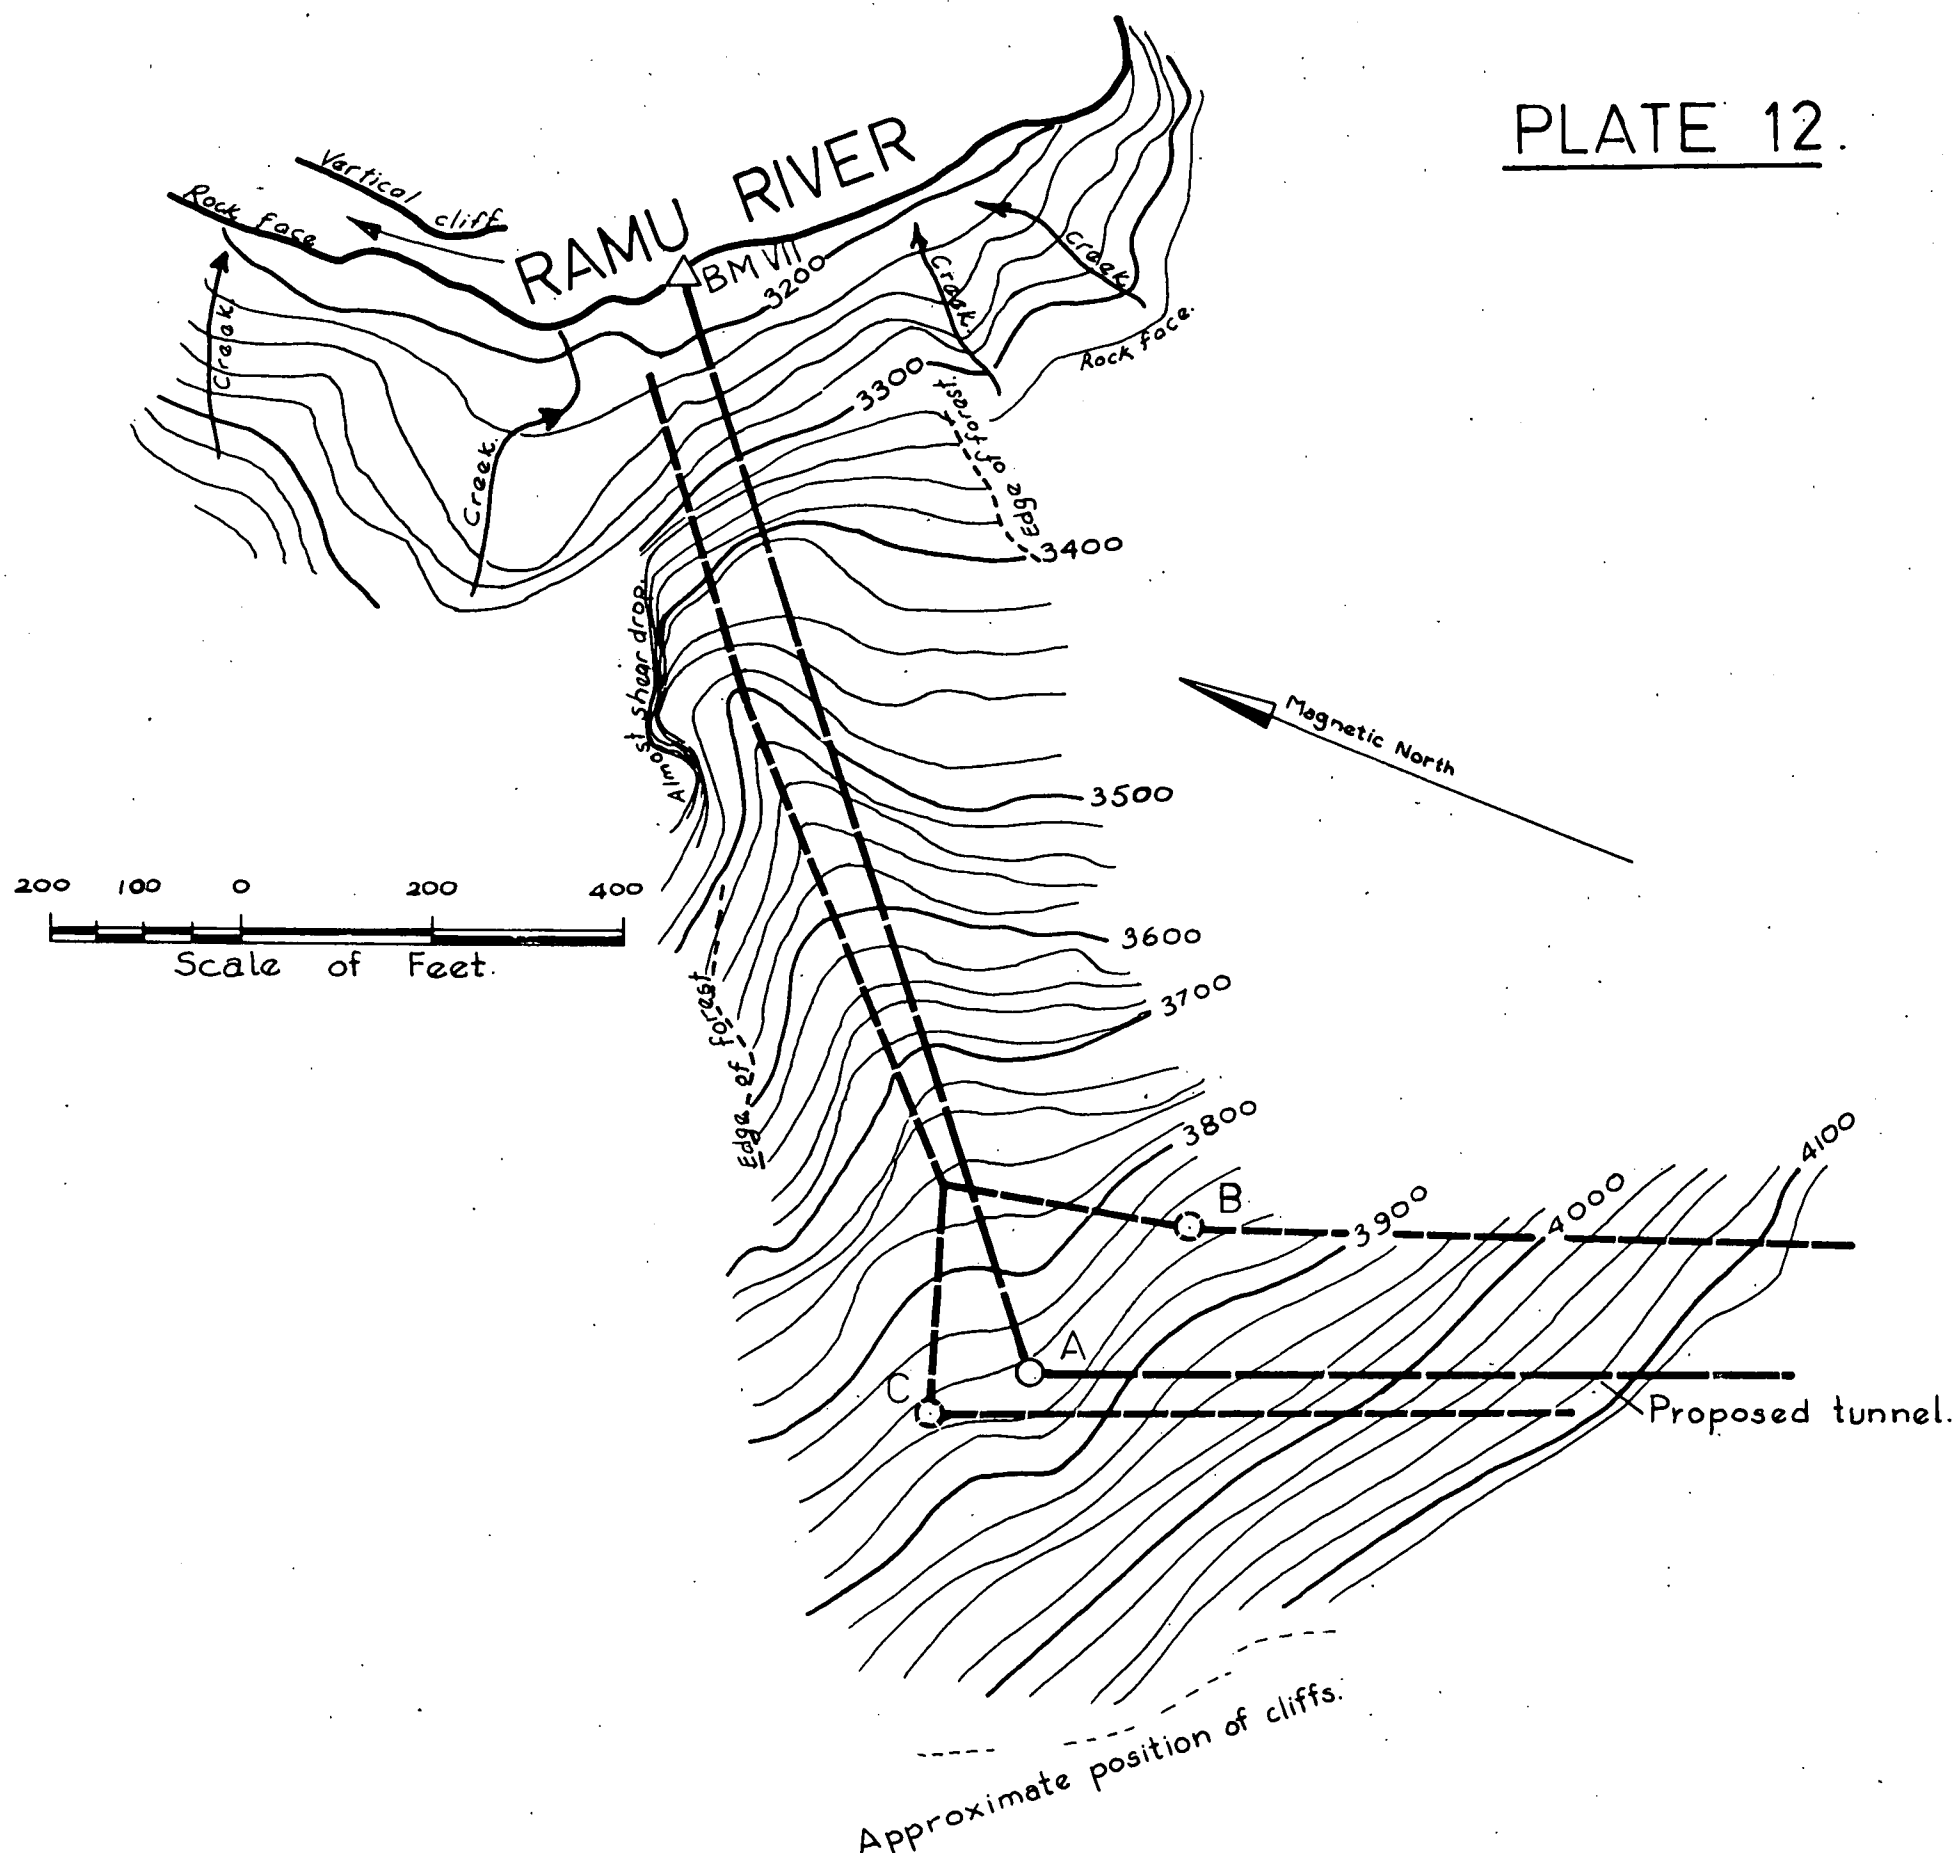 PLATE 12.
Vertical cliff
Rock face
RAMU RIVER
BM VII
3200
Creek.
Creek.
Creek.
Creek
Rock face.
3300
Edge of forest.
3400
Almost shear drop.
Magnetic North
3500
200 100 0 200 400
Scale of Feet.
3600
3700
Edge of forest
3800
B
3900
4000
4100
A
C
Proposed tunnel.
Approximate position of cliffs.